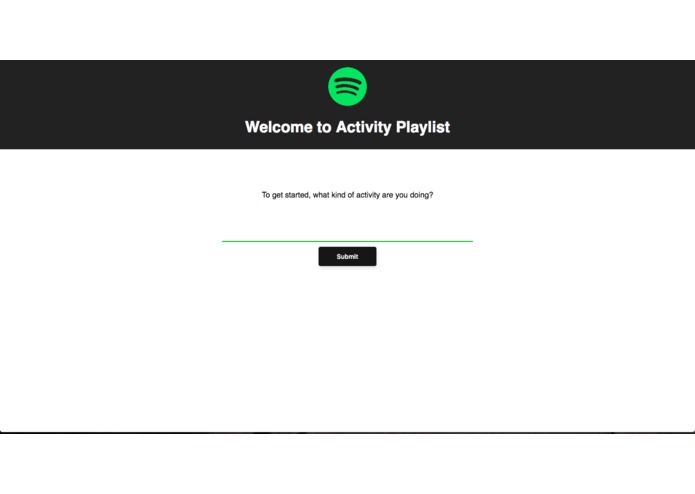 Welcome to Activity Playlist
To get started, what kind of activity are you doing?
Submit